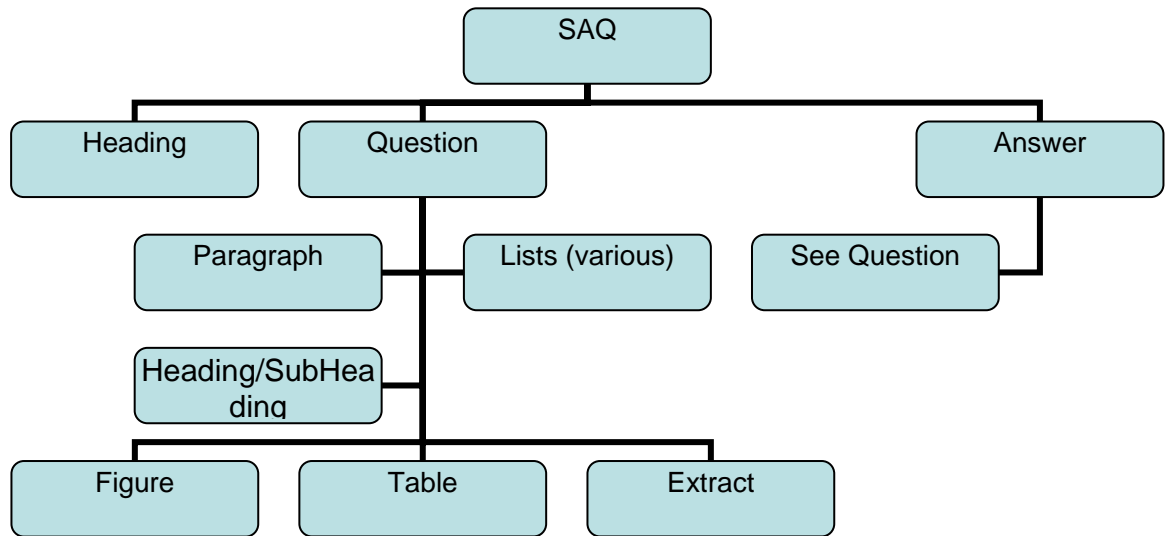 SAQ
Heading
Question
Answer
Paragraph
Lists (various)
See Question
Heading/SubHea
ding
Figure
Table
Extract